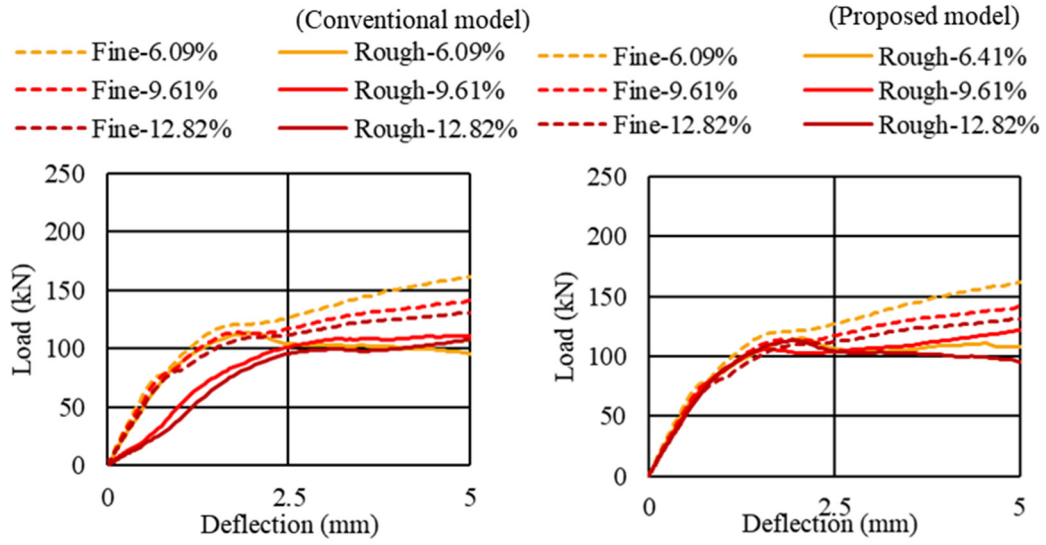 (Conventional model)
Fine-6.09%
Rough-6.09%
Fine-9.61%
Rough-9.61%
Fine-12.82%
Rough-12.82%
250
200
150
100
50
0
Load (kN)
0
2.5
5
Deflection (mm)
(Proposed model)
Fine-6.09%
Rough-6.41%
Fine-9.61%
Rough-9.61%
Fine-12.82%
Rough-12.82%
250
200
150
100
50
0
Load (kN)
0
2.5
5
Deflection (mm)